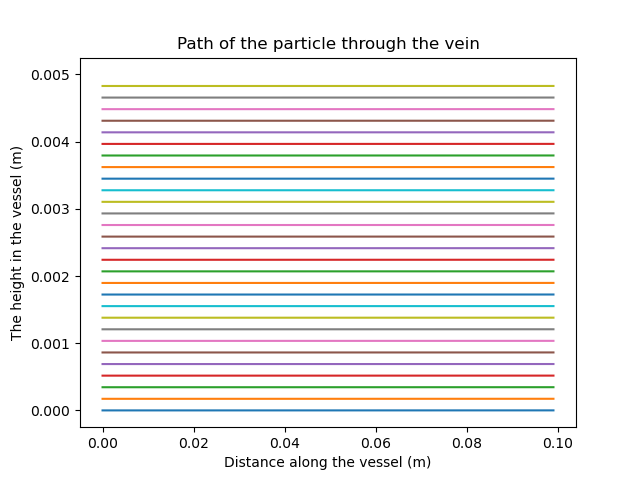 Path of the particle through the vein
0.005
0.004
0.003
0.002
0.001
0.000
The height in the vessel (m)
0.00 0.02 0.04 0.06 0.08 0.10
Distance along the vessel (m)